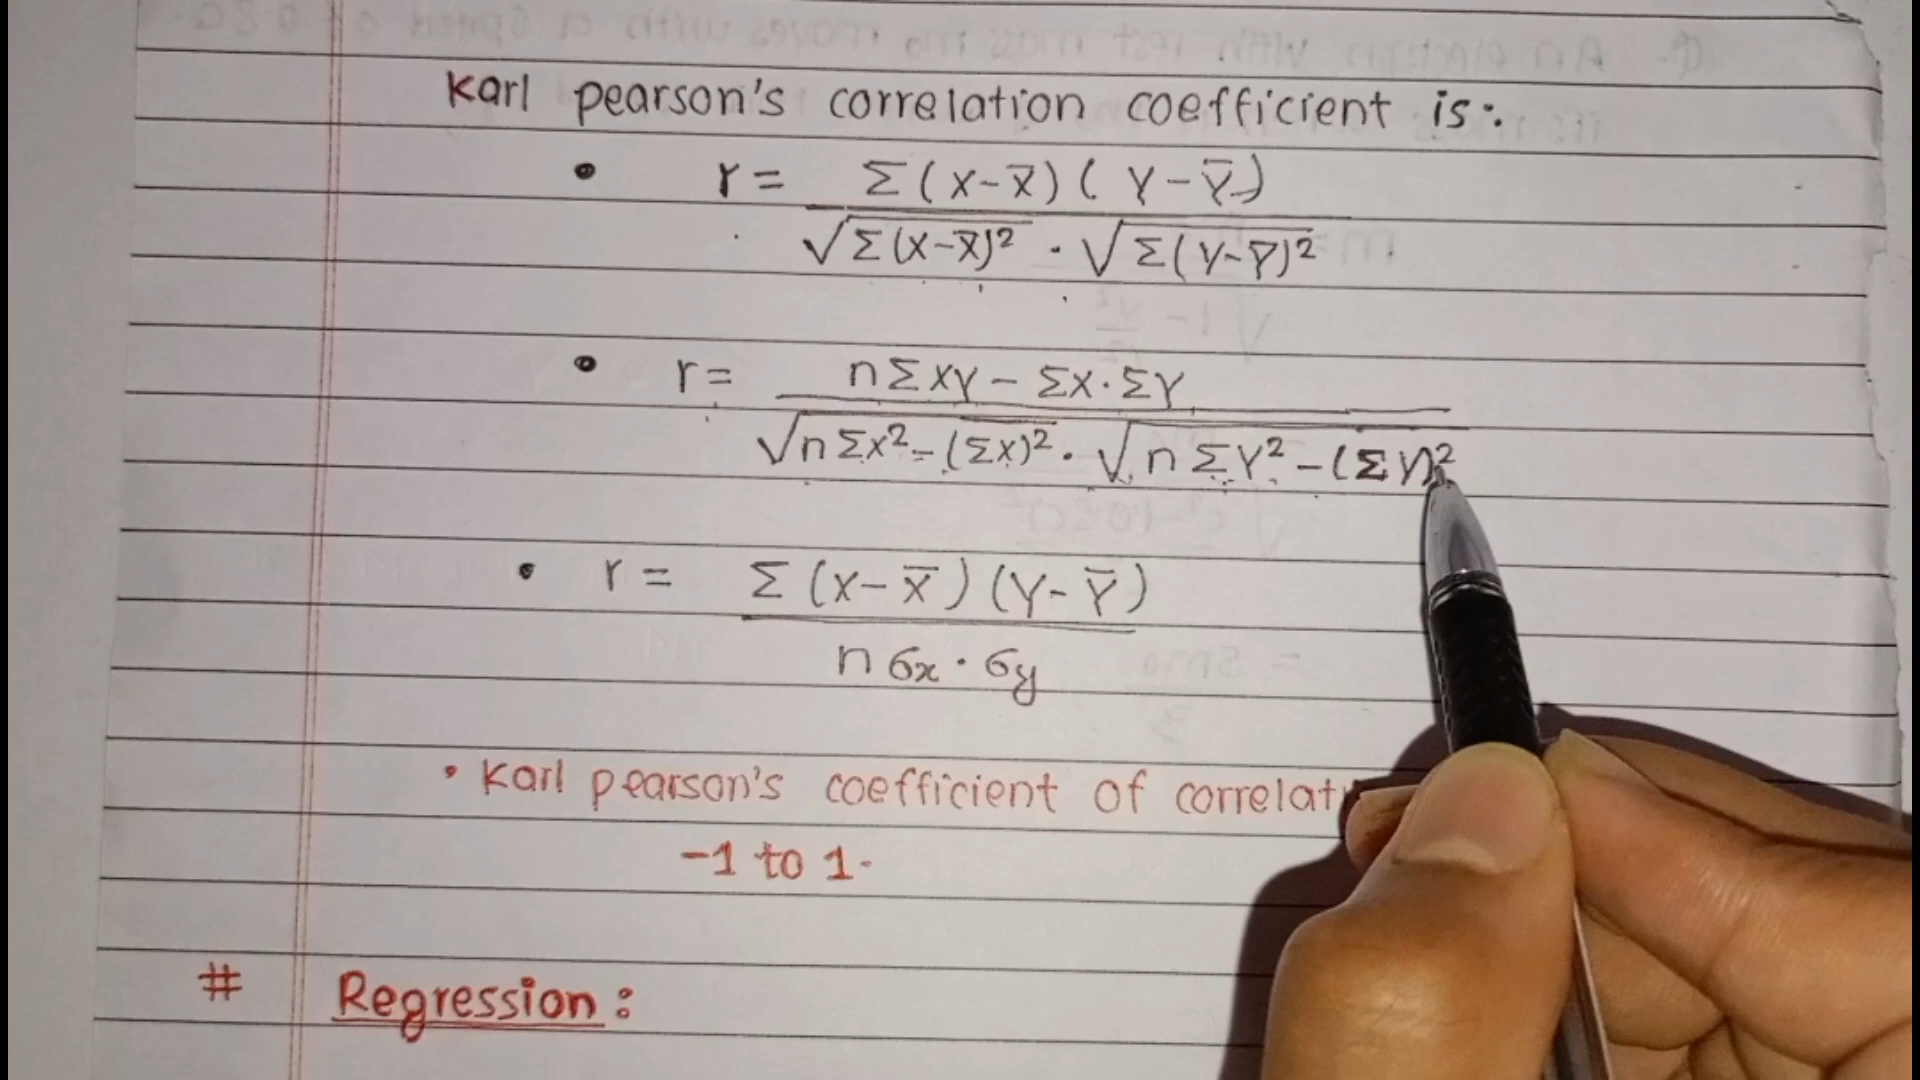 Karl pearson's correlation coefficient is:.
• r = Σ(X-X̅)(Y-Y̅)
√Σ(X-X̅)² · √Σ(Y-Y̅)²
• r = nΣXY - ΣX·ΣY
√nΣX² - (ΣX)² · √nΣY² - (ΣY)²
• r = Σ(X-X̅)(Y-Y̅)
nσx · σy
• Karl pearson's coefficient of
-1 to 1.
# Regression: